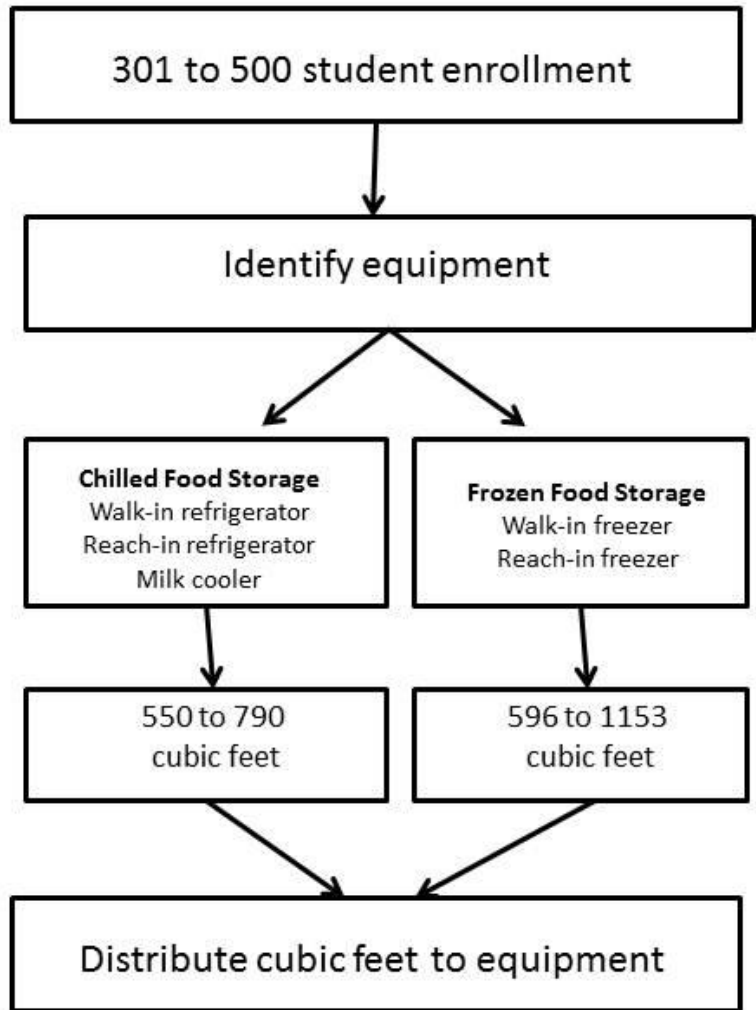 301 to 500 student enrollment
Identify equipment
Chilled Food Storage
Walk-in refrigerator
Reach-in refrigerator
Milk cooler
Frozen Food Storage
Walk-in freezer
Reach-in freezer
550 to 790
cubic feet
596 to 1153
cubic feet
Distribute cubic feet to equipment